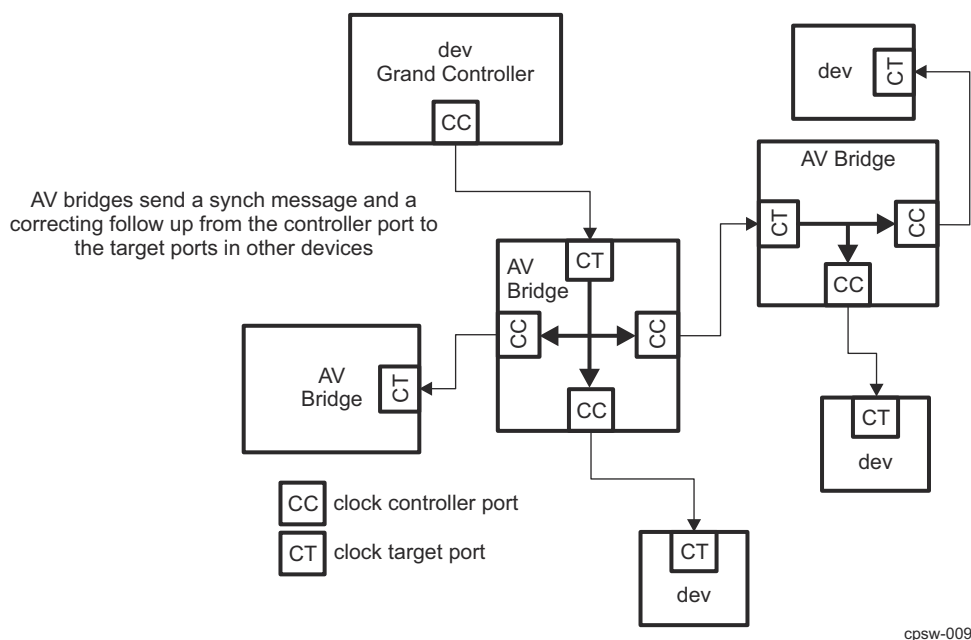 dev
Grand Controller
CC
dev
CT
AV Bridge
CT
CC
CC
AV bridges send a synch message and a
correcting follow up from the controller port to
the target ports in other devices
CT
AV
Bridge
CC
CC
CC
AV
Bridge
CT
CT
dev
CC clock controller port
CT clock target port
CT
dev
cpsw-009